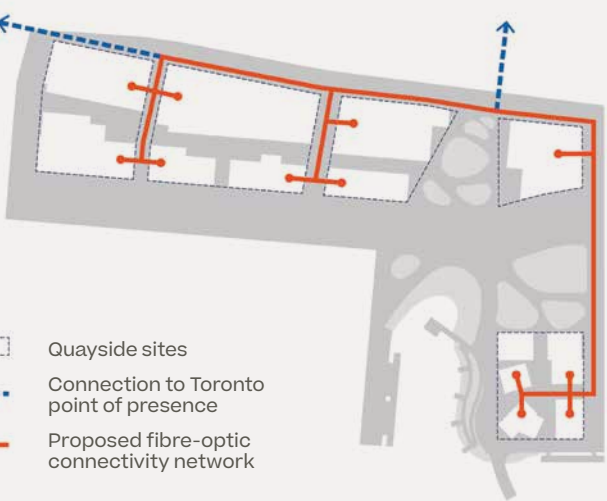 Quayside sites
Connection to Toronto
point of presence
Proposed fibre-optic
connectivity network